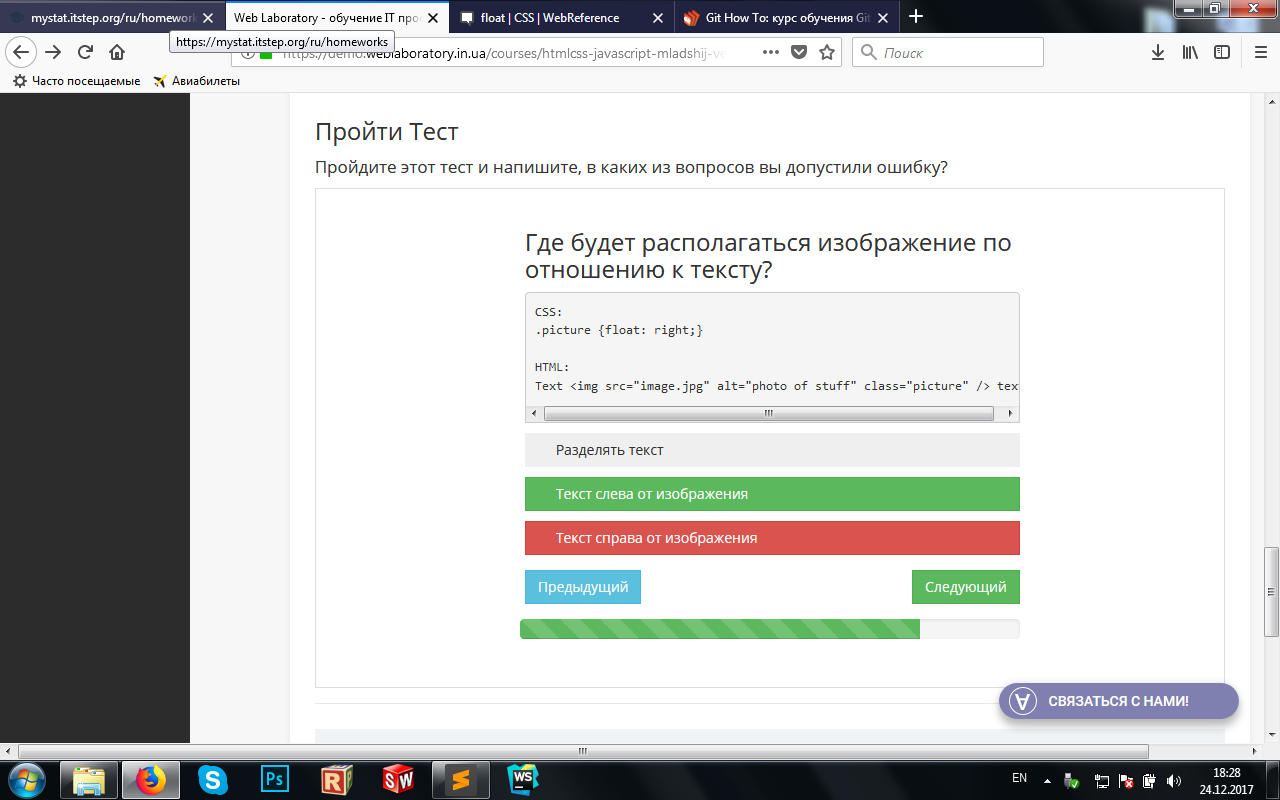 mystat.itstep.org/ru/homework
Web Laboratory - обучение IT про
float | CSS | WebReference
Git How To: курс обучения Git
https://mystat.itstep.org/ru/homeworks
https://demo.weblaboratory.in.ua/courses/htmlcss-javascript-mladshij-ve
Поиск
Часто посещаемые
Авиабилеты
Пройти Тест
Пройдите этот тест и напишите, в каких из вопросов вы допустили ошибку?
Где будет располагаться изображение по
отношению к тексту?
CSS:
.picture {float: right;}
HTML:
Text <img src="image.jpg" alt="photo of stuff" class="picture" /> tex
Разделять текст
Текст слева от изображения
Текст справа от изображения
Предыдущий
Следующий
СВЯЗАТЬСЯ С НАМИ!
Ps
R
SW
S
WS
EN
18:28
24.12.2017